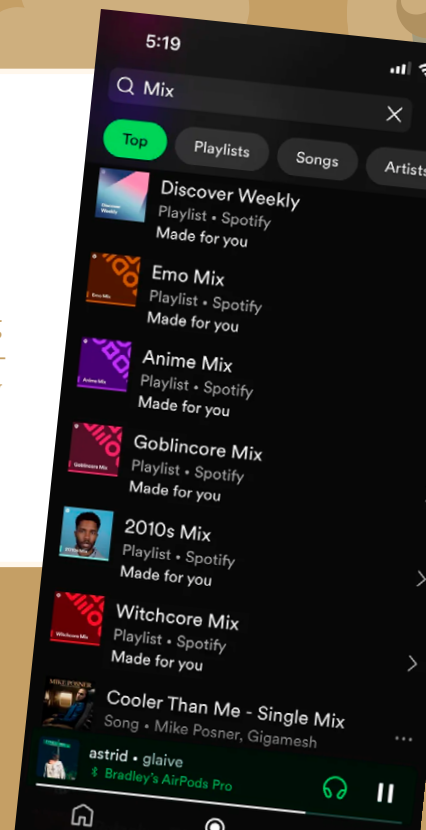 5:19
Mix
Top
Playlists
Songs
Artists
Discover Weekly
Discover Weekly
Playlist • Spotify
Made for you
Emo Mix
Emo Mix
Playlist • Spotify
Made for you
Anime Mix
Anime Mix
Playlist • Spotify
Made for you
Goblincore Mix
Goblincore Mix
Playlist • Spotify
Made for you
2010s Mix
2010s Mix
Playlist • Spotify
Made for you
Witchcore Mix
Witchcore Mix
Playlist • Spotify
Made for you
MIKE POSNER
Cooler Than Me - Single Mix
Song • Mike Posner, Gigamesh
astrid • glaive
Bradley's AirPods Pro